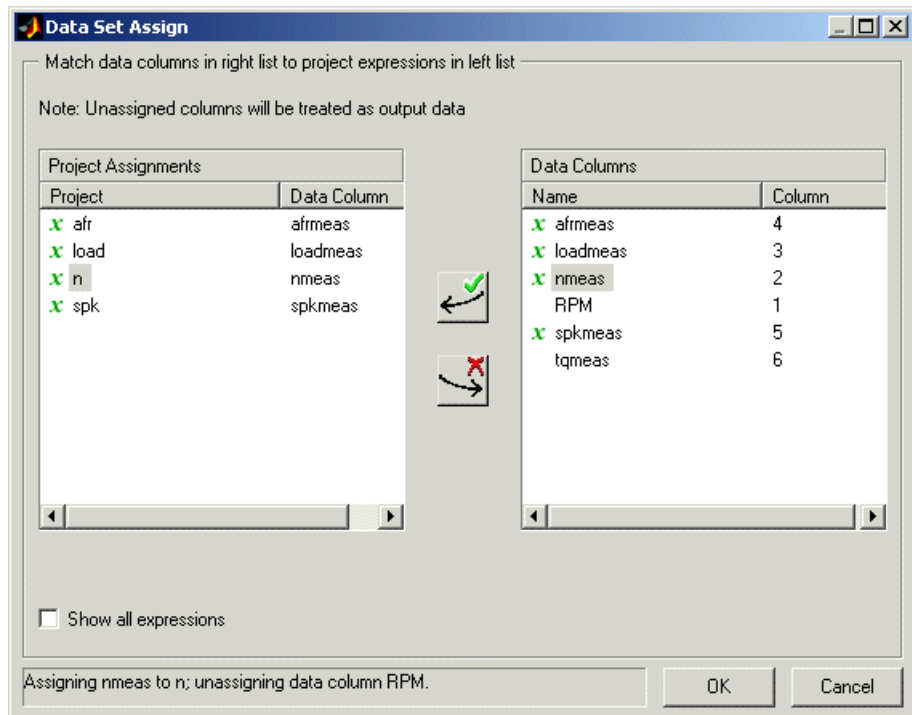 Data Set Assign
Match data columns in right list to project expressions in left list
Note: Unassigned columns will be treated as output data
Project Assignments
Project Data Column
x afr afrmeas
x load loadmeas
x n nmeas
x spk spkmeas
Data Columns
Name Column
x afrmeas 4
x loadmeas 3
x nmeas 2
RPM 1
x spkmeas 5
tqmeas 6
Show all expressions
Assigning nmeas to n; unassigning data column RPM.
OK
Cancel